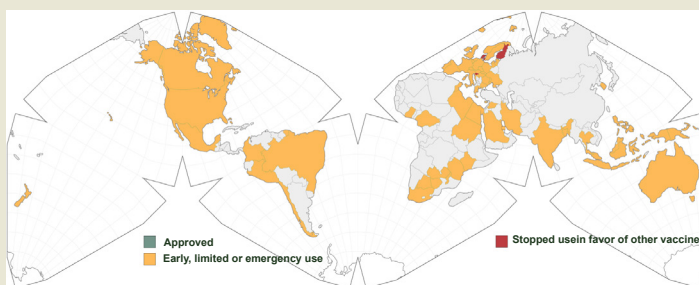 Approved
Early, limited or emergency use
Stopped usein favor of other vaccine